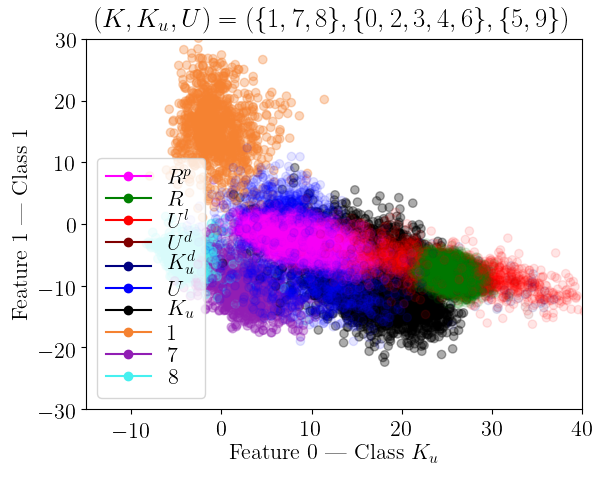 (K, K_u, U) = ({1, 7, 8}, {0, 2, 3, 4, 6}, {5, 9})
30
20
10
0
−10
−20
−30
Feature 1 — Class 1
R^p
R
U^l
U^d
K_u^d
U
K_u
1
7
8
−10 0 10 20 30 40
Feature 0 — Class K_u